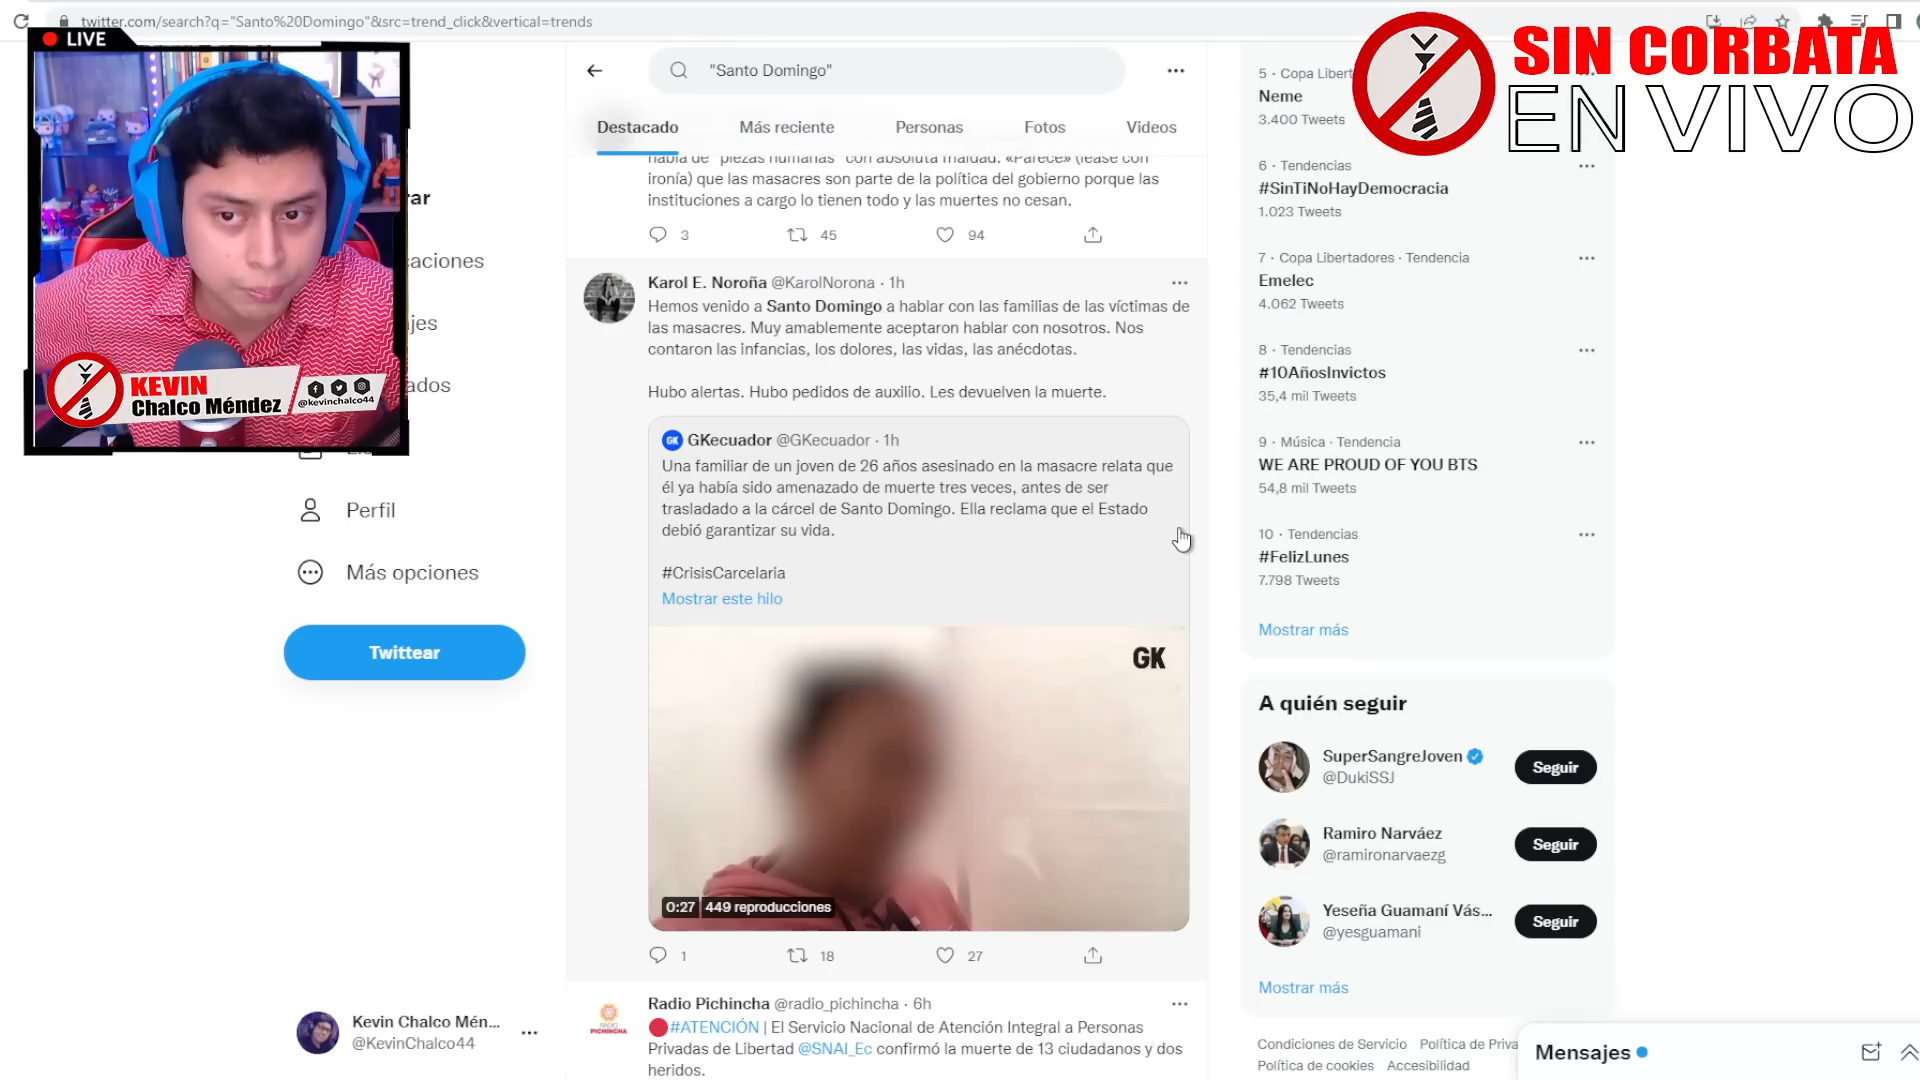 twitter.com/search?q="Santo%20Domingo"&src=trend_click&vertical=trends
LIVE
SIN CORBATA
EN VIVO
KEVIN
Chalco Méndez
@kevinchalco44
Perfil
Más opciones
Twittear
Kevin Chalco Mén...
@KevinChalco44
"Santo Domingo"
Destacado
Más reciente
Personas
Fotos
Videos
había de "piezas humanas" con absoluta maldad. «Parece» (léase con
ironía) que las masacres son parte de la política del gobierno porque las
instituciones a cargo lo tienen todo y las muertes no cesan.
3
45
94
Karol E. Noroña @KarolNorona · 1h
Hemos venido a Santo Domingo a hablar con las familias de las víctimas de
las masacres. Muy amablemente aceptaron hablar con nosotros. Nos
contaron las infancias, los dolores, las vidas, las anécdotas.
Hubo alertas. Hubo pedidos de auxilio. Les devuelven la muerte.
GK GKecuador @GKecuador · 1h
Una familiar de un joven de 26 años asesinado en la masacre relata que
él ya había sido amenazado de muerte tres veces, antes de ser
trasladado a la cárcel de Santo Domingo. Ella reclama que el Estado
debió garantizar su vida.
#CrisisCarcelaria
Mostrar este hilo
GK
0:27
449 reproducciones
1
18
27
RADIO
PICHINCHA
Radio Pichincha @radio_pichincha · 6h
#ATENCIÓN | El Servicio Nacional de Atención Integral a Personas
Privadas de Libertad @SNAI_Ec confirmó la muerte de 13 ciudadanos y dos
heridos.
5 · Copa Libert
Neme
3.400 Tweets
6 · Tendencias
#SinTiNoHayDemocracia
1.023 Tweets
7 · Copa Libertadores · Tendencia
Emelec
4.062 Tweets
8 · Tendencias
#10AñosInvictos
35,4 mil Tweets
9 · Música · Tendencia
WE ARE PROUD OF YOU BTS
54,8 mil Tweets
10 · Tendencias
#FelizLunes
7.798 Tweets
Mostrar más
A quién seguir
SuperSangreJoven
@DukiSSJ
Seguir
Ramiro Narváez
@ramironarvaezg
Seguir
Yeseña Guamaní Vás...
@yesguamani
Seguir
Mostrar más
Condiciones de Servicio Política de Priva
Política de cookies Accesibilidad
Mensajes